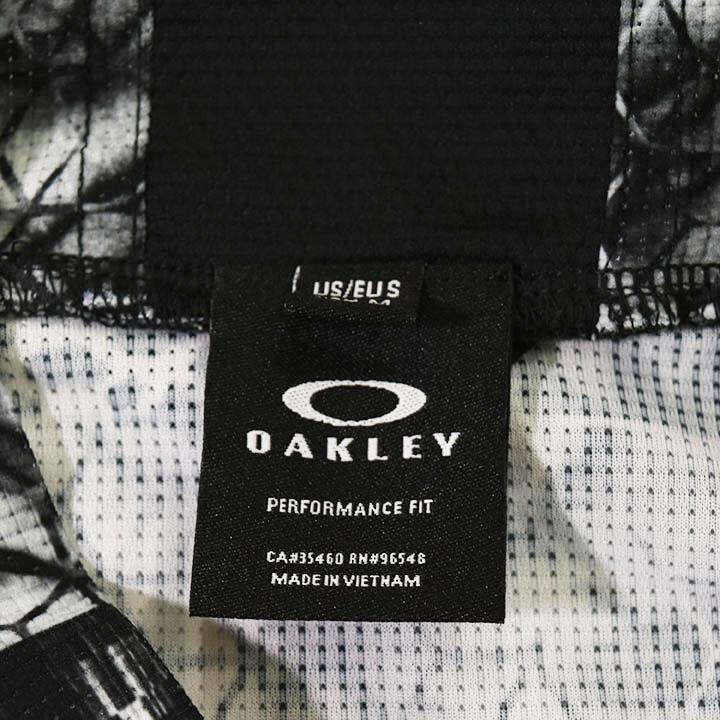 US/EU S
OAKLEY
PERFORMANCE FIT
CA#35460 RN#96548
MADE IN VIETNAM